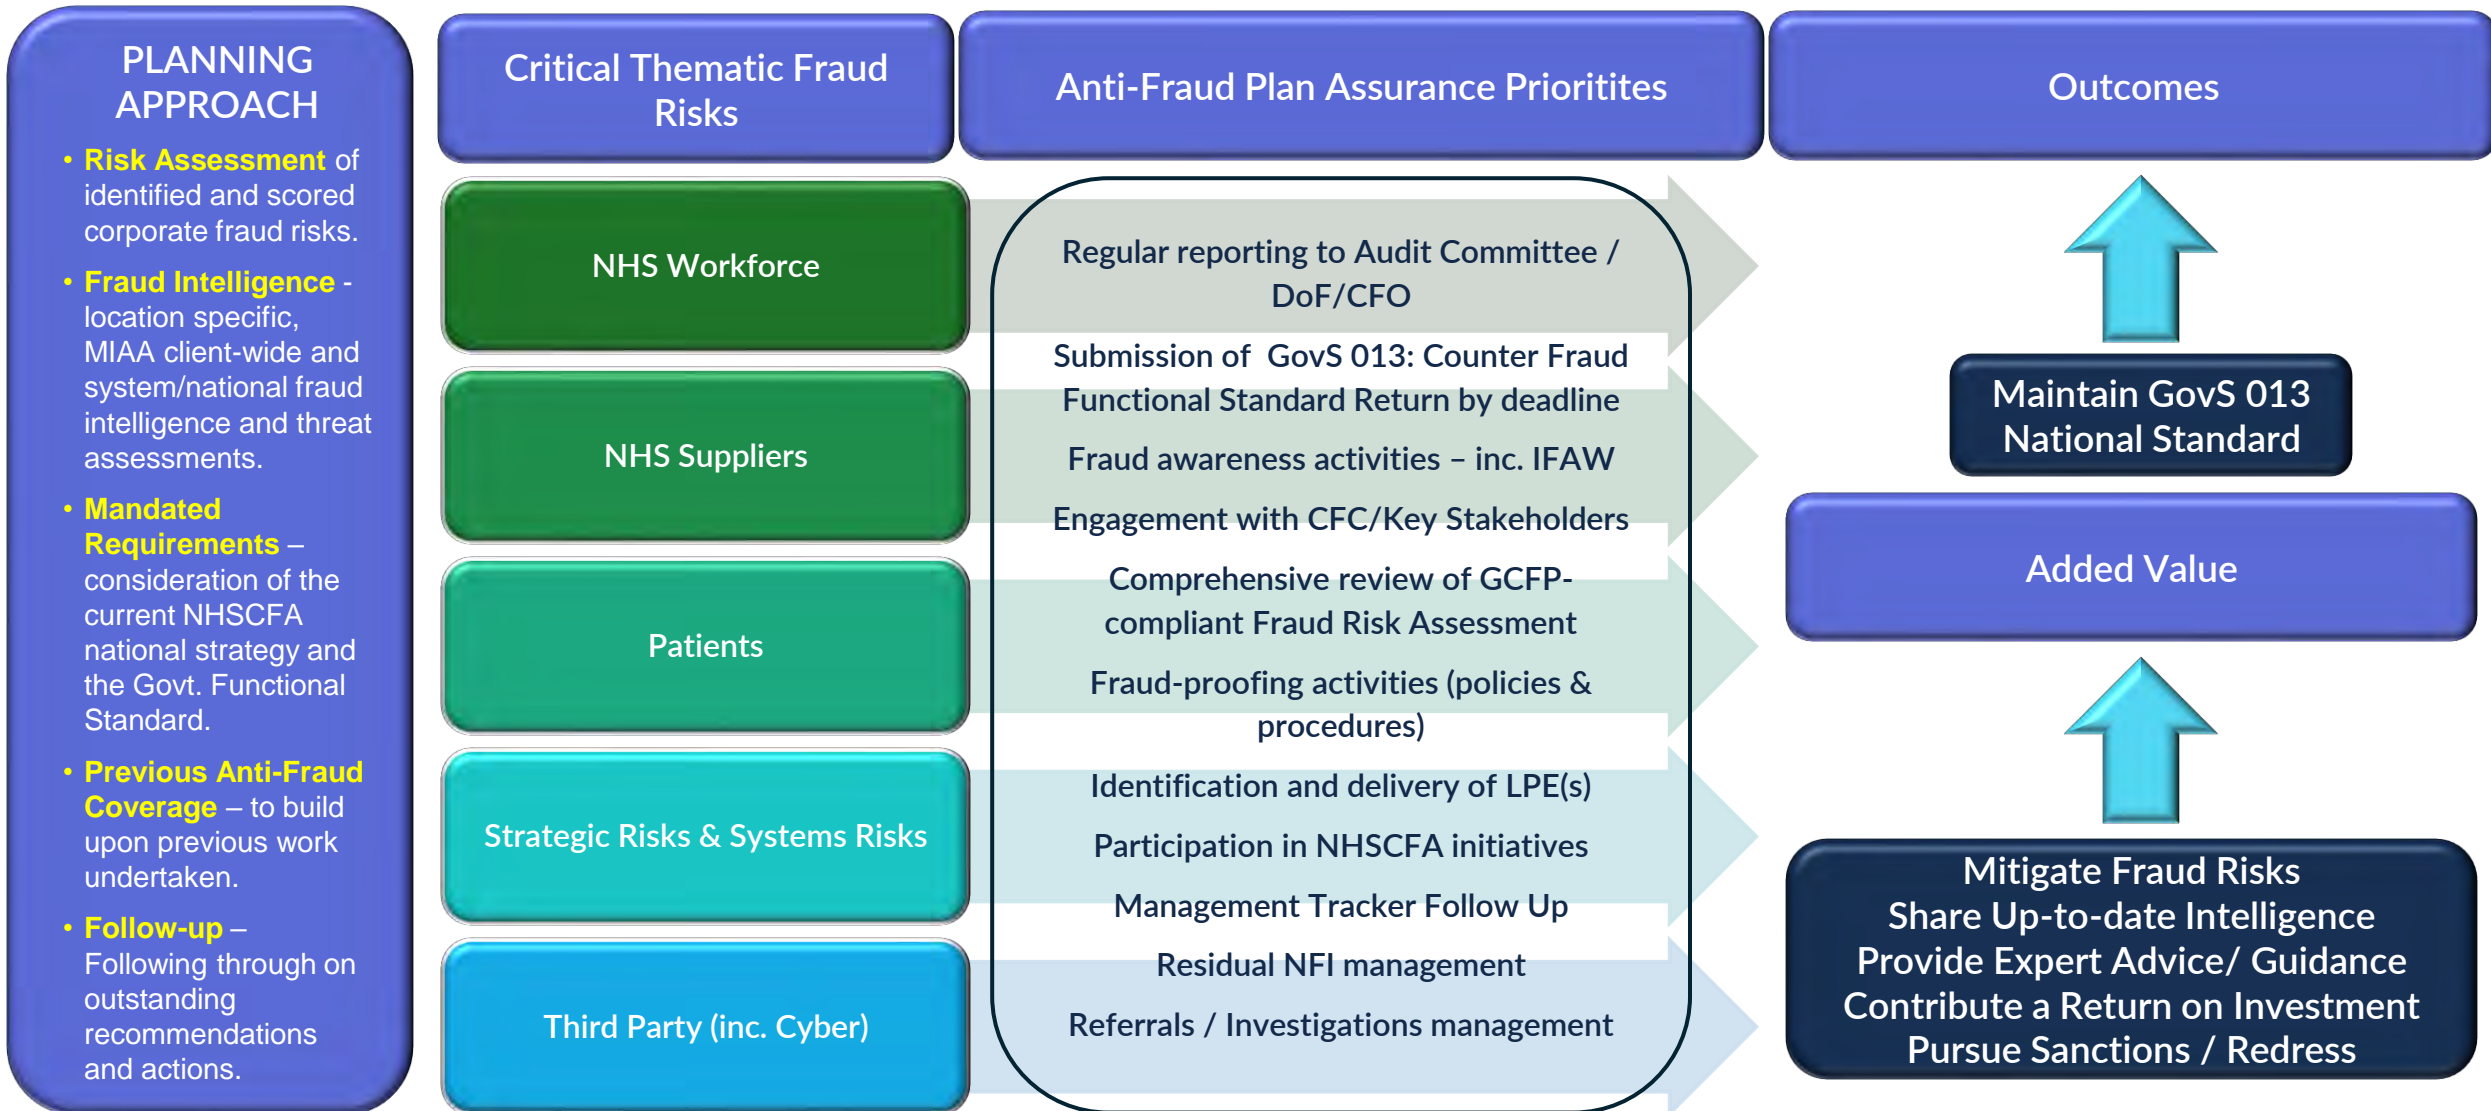 PLANNING
APPROACH
• Risk Assessment of
identified and scored
corporate fraud risks.
• Fraud Intelligence -
location specific,
MIAA client-wide and
system/national fraud
intelligence and threat
assessments.
• Mandated
Requirements –
consideration of the
current NHSCFA
national strategy and
the Govt. Functional
Standard.
• Previous Anti-Fraud
Coverage – to build
upon previous work
undertaken.
• Follow-up –
Following through on
outstanding
recommendations
and actions.
Critical Thematic Fraud
Risks
NHS Workforce
NHS Suppliers
Patients
Strategic Risks & Systems Risks
Third Party (inc. Cyber)
Anti-Fraud Plan Assurance Prioritites
Regular reporting to Audit Committee /
DoF/CFO
Submission of GovS 013: Counter Fraud
Functional Standard Return by deadline
Fraud awareness activities – inc. IFAW
Engagement with CFC/Key Stakeholders
Comprehensive review of GCFP-
compliant Fraud Risk Assessment
Fraud-proofing activities (policies &
procedures)
Identification and delivery of LPE(s)
Participation in NHSCFA initiatives
Management Tracker Follow Up
Residual NFI management
Referrals / Investigations management
Outcomes
Maintain GovS 013
National Standard
Added Value
Mitigate Fraud Risks
Share Up-to-date Intelligence
Provide Expert Advice/ Guidance
Contribute a Return on Investment
Pursue Sanctions / Redress